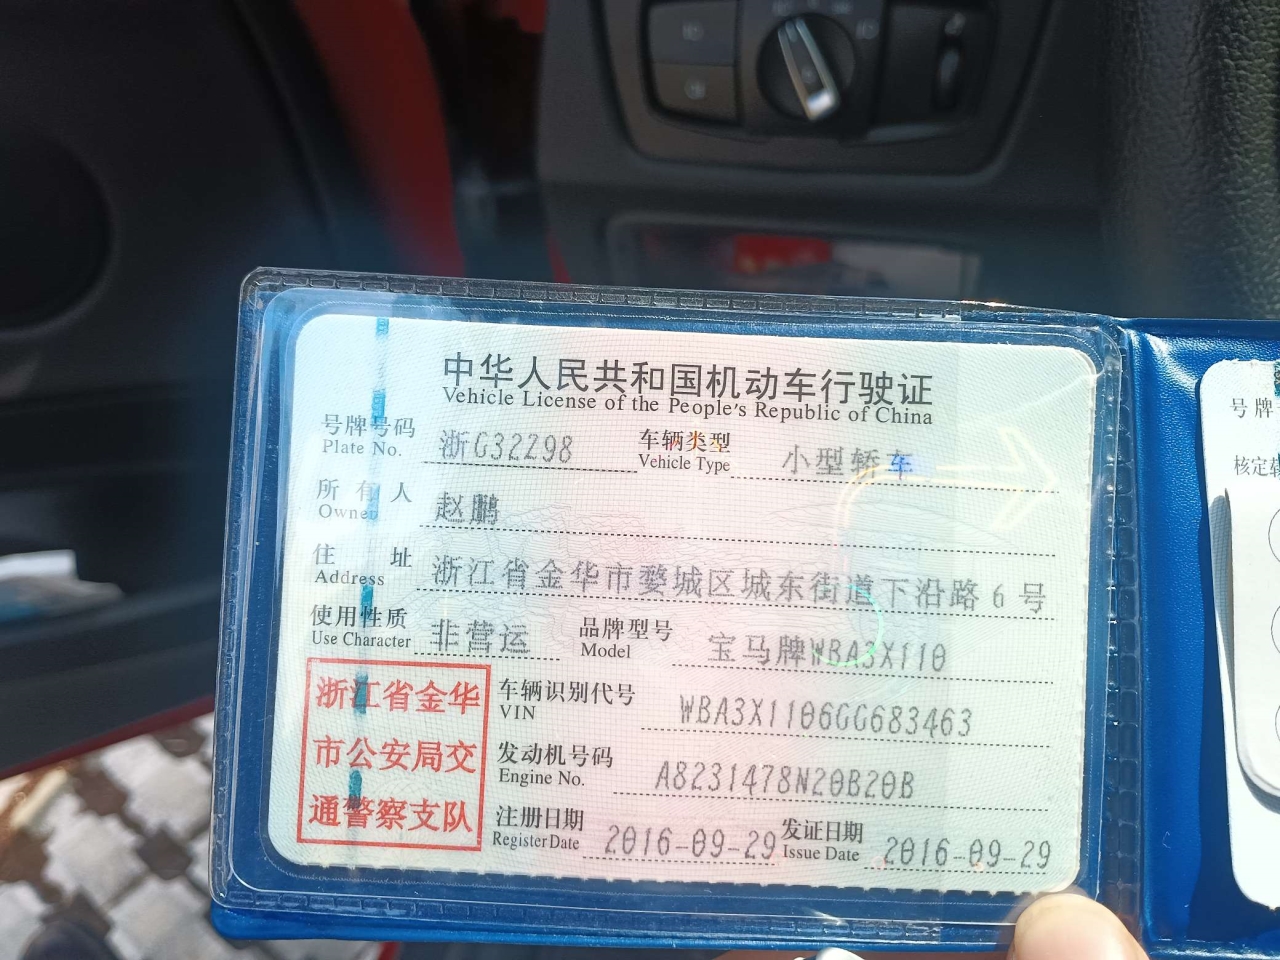 中华人民共和国机动车行驶证
Vehicle License of the People's Republic of China
号牌号码 浙G32Z98 车辆类型 小型轿车
Plate No. Vehicle Type
所有人 赵鹏
Owner
住址 浙江省金华市婺城区城东街道下沿路6号
Address
使用性质 非营运 品牌型号 宝马牌WBA3X110
Use Character Model
浙江省金华
市公安局交
通警察支队
车辆识别代号 WBA3X1106GG683463
VIN
发动机号码 A8231478N20B20B
Engine No.
注册日期 2016-09-29 发证日期 2016-09-29
Register Date Issue Date
号牌
核定载